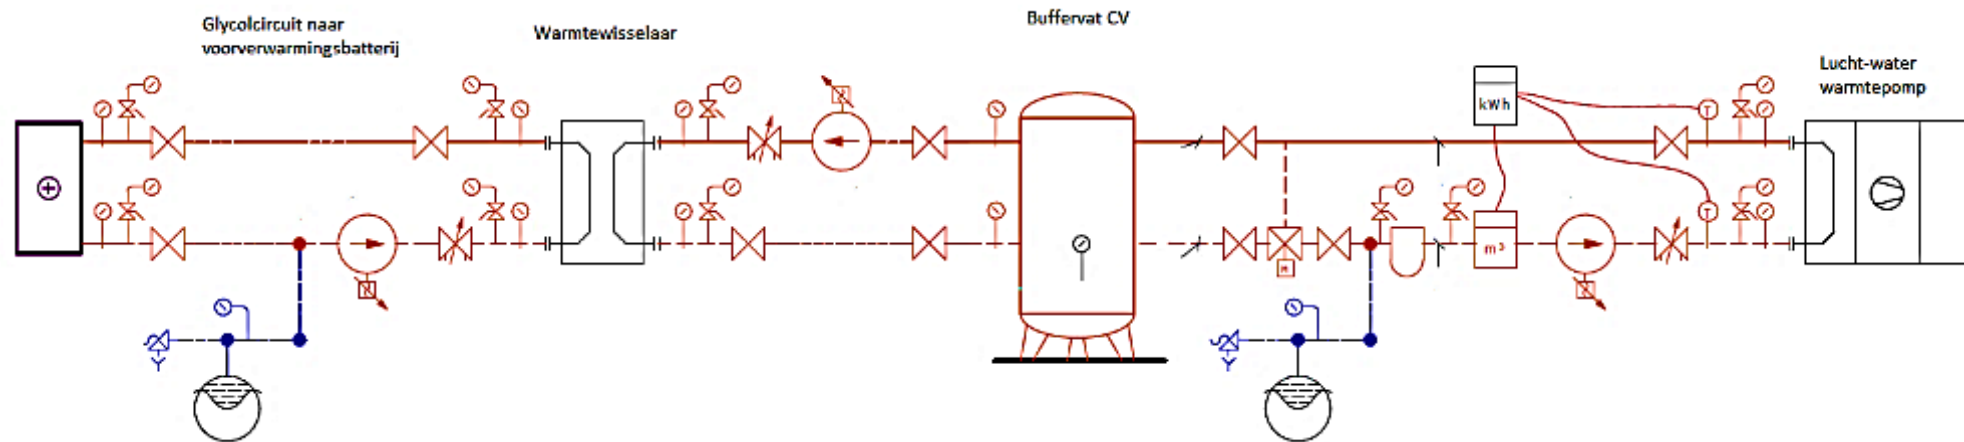 Glycolcircuit naar
voorverwarmingsbatterij
Warmtewisselaar
Buffervat CV
Lucht-water
warmtepomp
kWh
T
T
m³
M